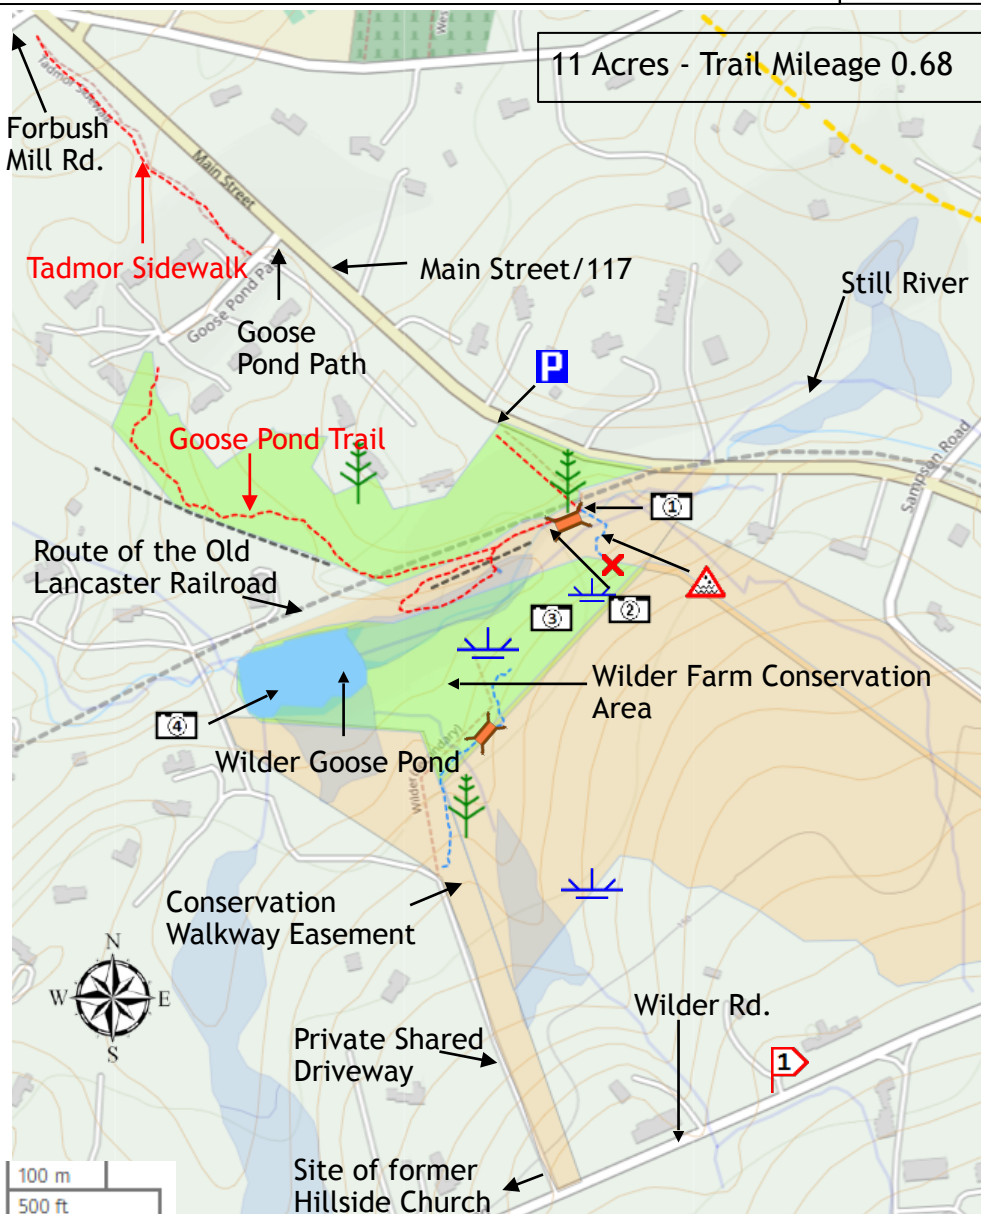 11 Acres - Trail Mileage 0.68
Forbush
Mill Rd.
Tadmor Sidewalk
Main Street
Tadmor Sidewalk
Main Street/117
Still River
Goose Pond Path
Goose
Pond Path
P
Goose Pond Trail
Sampson Road
1
Route of the Old
Lancaster Railroad
2
3
Wilder Farm Conservation
Area
4
Wilder Goose Pond
Conservation
Walkway Easement
N
W
E
S
Wilder Rd.
Private Shared
Driveway
1
Site of former
Hillside Church
100 m
500 ft